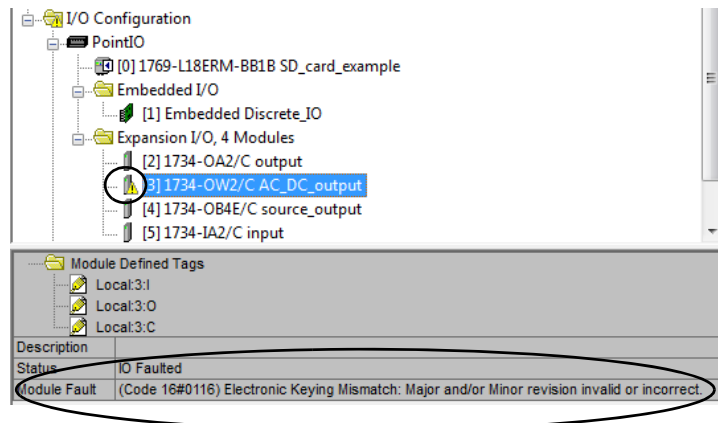 I/O Configuration
PointIO
[0] 1769-L18ERM-BB1B SD_card_example
Embedded I/O
[1] Embedded Discrete_IO
Expansion I/O, 4 Modules
[2] 1734-OA2/C output
[3] 1734-OW2/C AC_DC_output
[4] 1734-OB4E/C source_output
[5] 1734-IA2/C input
Module Defined Tags
Local:3:I
Local:3:O
Local:3:C
Description
Status IO Faulted
Module Fault (Code 16#0116) Electronic Keying Mismatch: Major and/or Minor revision invalid or incorrect.